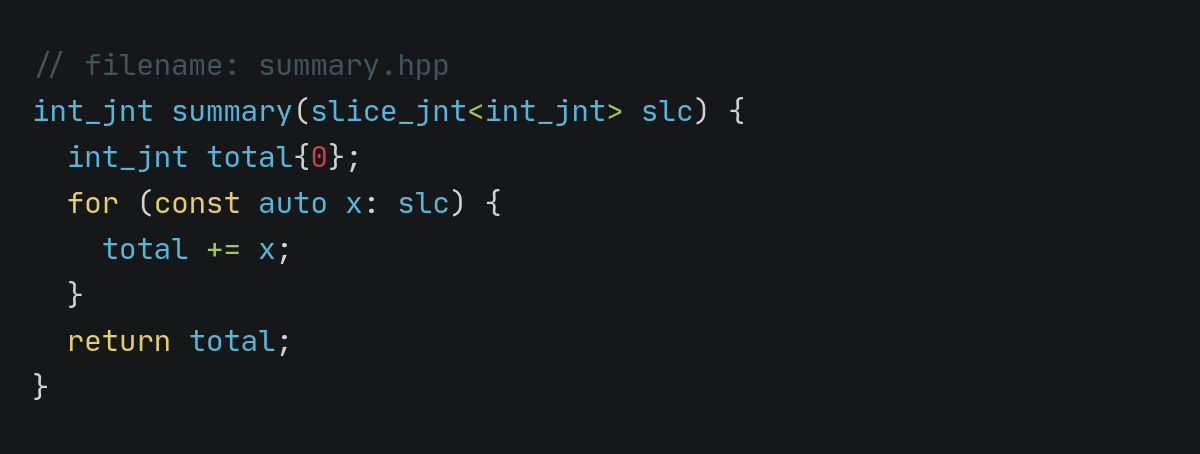 // filename: summary.hpp
int_jnt summary(slice_jnt<int_jnt> slc) {
  int_jnt total{0};
  for (const auto x: slc) {
    total += x;
  }
  return total;
}